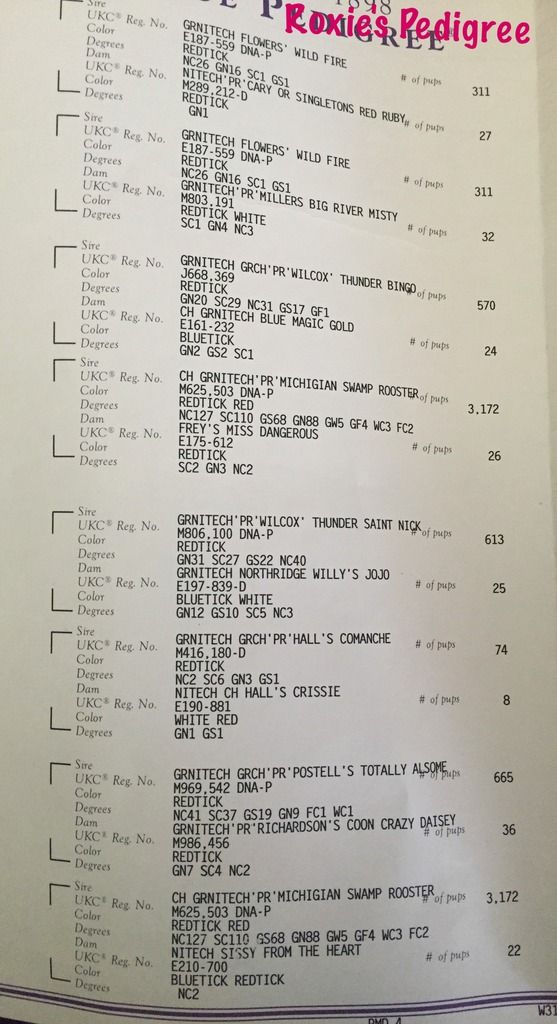 1898
Roxies Pedigree
PEDIGREE
Sire
UKC® Reg. No.
Color
Degrees
Dam
UKC® Reg. No.
Color
Degrees
GRNITECH FLOWERS' WILD FIRE
E187-559 DNA-P
REDTICK
NC26 GN16 SC1 GS1
# of pups 311
NITECH'PR'CARY OR SINGLETONS RED RUBY
M289,212-D
REDTICK
GN1
# of pups 27
Sire
UKC® Reg. No.
Color
Degrees
Dam
UKC® Reg. No.
Color
Degrees
GRNITECH FLOWERS' WILD FIRE
E187-559 DNA-P
REDTICK
NC26 GN16 SC1 GS1
# of pups 311
GRNITECH'PR'MILLERS BIG RIVER MISTY
M803,191
REDTICK WHITE
SC1 GN4 NC3
# of pups 32
Sire
UKC® Reg. No.
Color
Degrees
Dam
UKC® Reg. No.
Color
Degrees
GRNITECH GRCH'PR'WILCOX' THUNDER BINGO
J668,369
REDTICK
GN20 SC29 NC31 GS17 GF1
# of pups 570
CH GRNITECH BLUE MAGIC GOLD
E161-232
BLUETICK
GN2 GS2 SC1
# of pups 24
Sire
UKC® Reg. No.
Color
Degrees
Dam
UKC® Reg. No.
Color
Degrees
CH GRNITECH'PR'MICHIGIAN SWAMP ROOSTER
M625,503 DNA-P
REDTICK RED
NC127 SC110 GS68 GN88 GW5 GF4 WC3 FC2
# of pups 3,172
FREY'S MISS DANGEROUS
E175-612
REDTICK
SC2 GN3 NC2
# of pups 26
Sire
UKC® Reg. No.
Color
Degrees
Dam
UKC® Reg. No.
Color
Degrees
GRNITECH'PR'WILCOX' THUNDER SAINT NICK
M806,100 DNA-P
REDTICK
GN31 SC27 GS22 NC40
# of pups 613
GRNITECH NORTHRIDGE WILLY'S JOJO
E197-839-D
BLUETICK WHITE
GN12 GS10 SC5 NC3
# of pups 25
Sire
UKC® Reg. No.
Color
Degrees
Dam
UKC® Reg. No.
Color
Degrees
GRNITECH GRCH'PR'HALL'S COMANCHE
M416,180-D
REDTICK
NC2 SC6 GN3 GS1
# of pups 74
NITECH CH HALL'S CRISSIE
E190-881
WHITE RED
GN1 GS1
# of pups 8
Sire
UKC® Reg. No.
Color
Degrees
Dam
UKC® Reg. No.
Color
Degrees
GRNITECH GRCH'PR'POSTELL'S TOTALLY ALSOME
M969,542 DNA-P
REDTICK
NC41 SC37 GS19 GN9 FC1 WC1
# of pups 665
GRNITECH'PR'RICHARDSON'S COON CRAZY DAISEY
M986,456
REDTICK
GN7 SC4 NC2
# of pups 36
Sire
UKC® Reg. No.
Color
Degrees
Dam
UKC® Reg. No.
Color
Degrees
CH GRNITECH'PR'MICHIGIAN SWAMP ROOSTER
M625,503 DNA-P
REDTICK RED
NC127 SC110 GS68 GN88 GW5 GF4 WC3 FC2
# of pups 3,172
NITECH SISSY FROM THE HEART
E210-700
BLUETICK REDTICK
NC2
# of pups 22